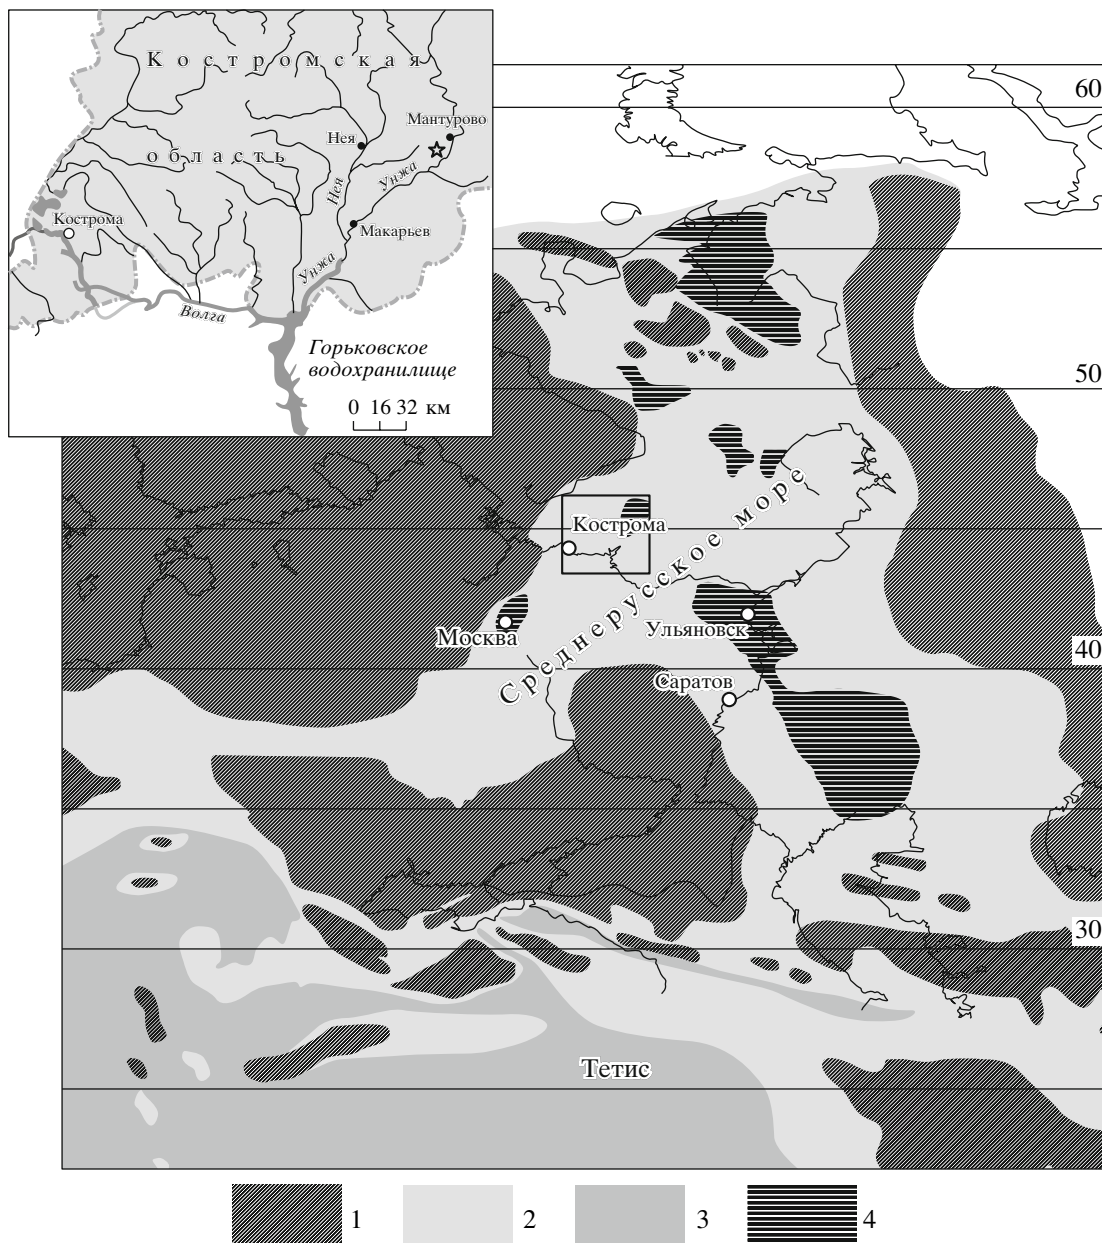 Костромская
область
Мантурово
Нея
Унжа
Нея
Кострома
Макарьев
Унжа
Волга
Горьковское
водохранилище
0 16 32 км
60
50
Среднерусское море
Кострома
Москва
Ульяновск
40
Саратов
30
Тетис
1
2
3
4